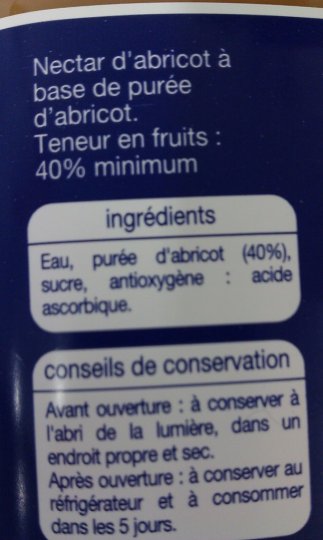 Nectar d'abricot à
base de purée
d'abricot.
Teneur en fruits :
40% minimum
ingrédients
Eau, purée d'abricot (40%),
sucre, antioxygène : acide
ascorbique.
conseils de conservation
Avant ouverture : à conserver à
l'abri de la lumière, dans un
endroit propre et sec.
Après ouverture : à conserver au
réfrigérateur et à consommer
dans les 5 jours.